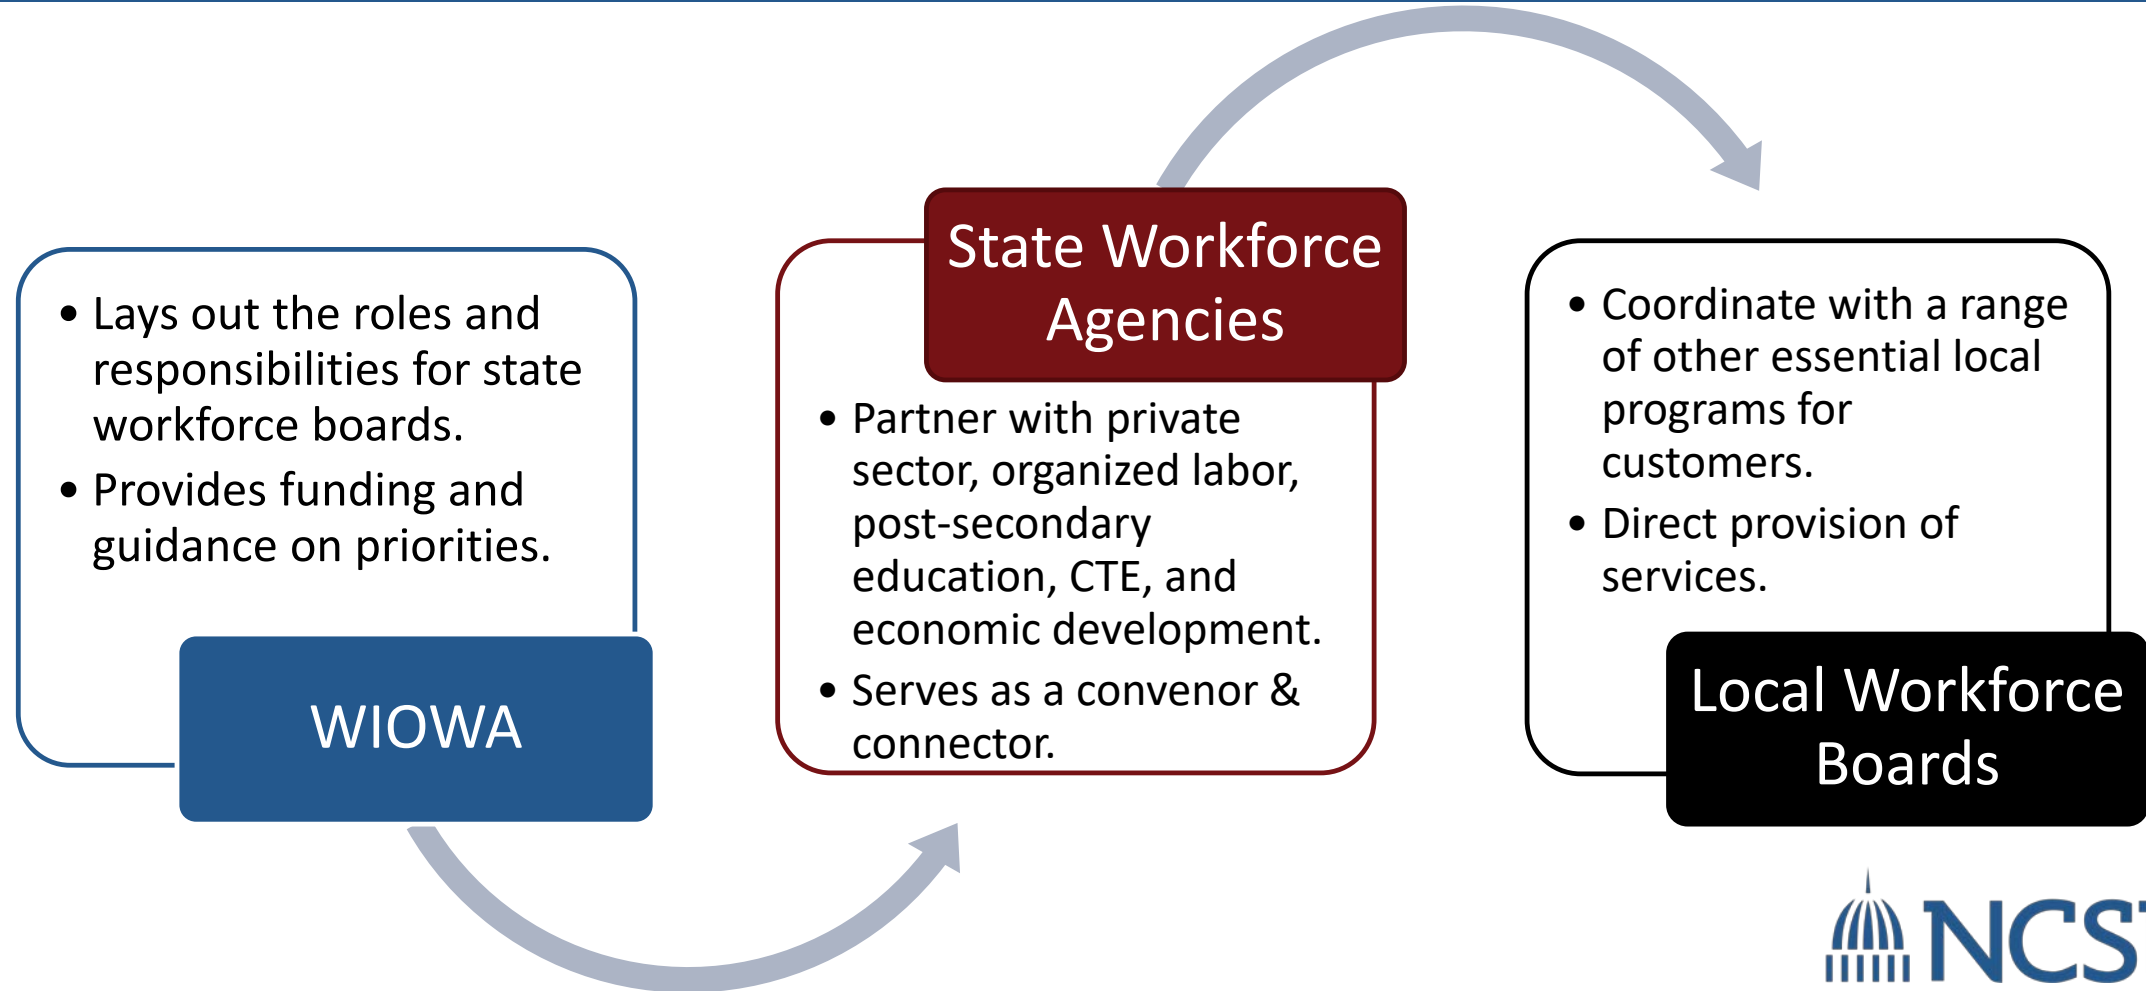 • Lays out the roles and
responsibilities for state
workforce boards.
• Provides funding and
guidance on priorities.
WIOWA
State Workforce
Agencies
• Partner with private
sector, organized labor,
post-secondary
education, CTE, and
economic development.
• Serves as a convenor &
connector.
• Coordinate with a range
of other essential local
programs for
customers.
• Direct provision of
services.
Local Workforce
Boards
NCS